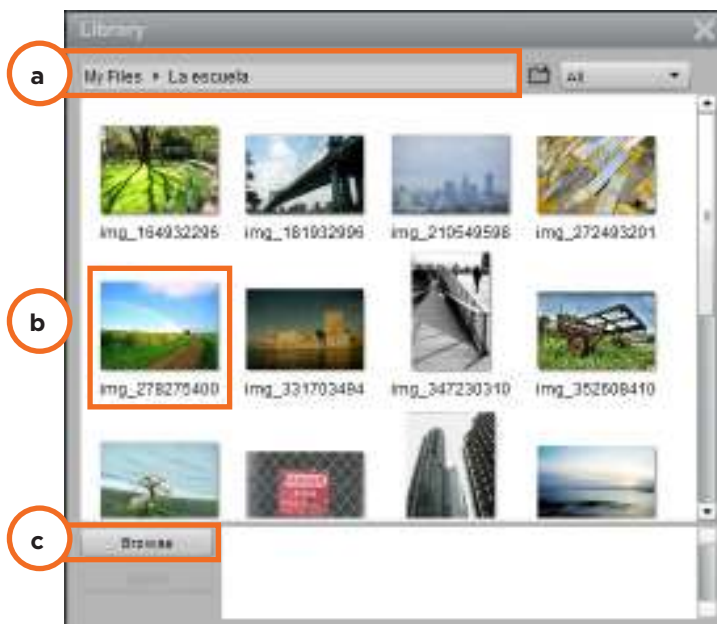 Library
a
My Files ▸ La escuela
All
img_164932296
img_181932996
img_210549598
img_272493201
b
img_278275400
img_331703494
img_347230310
img_352608410
c
Browse